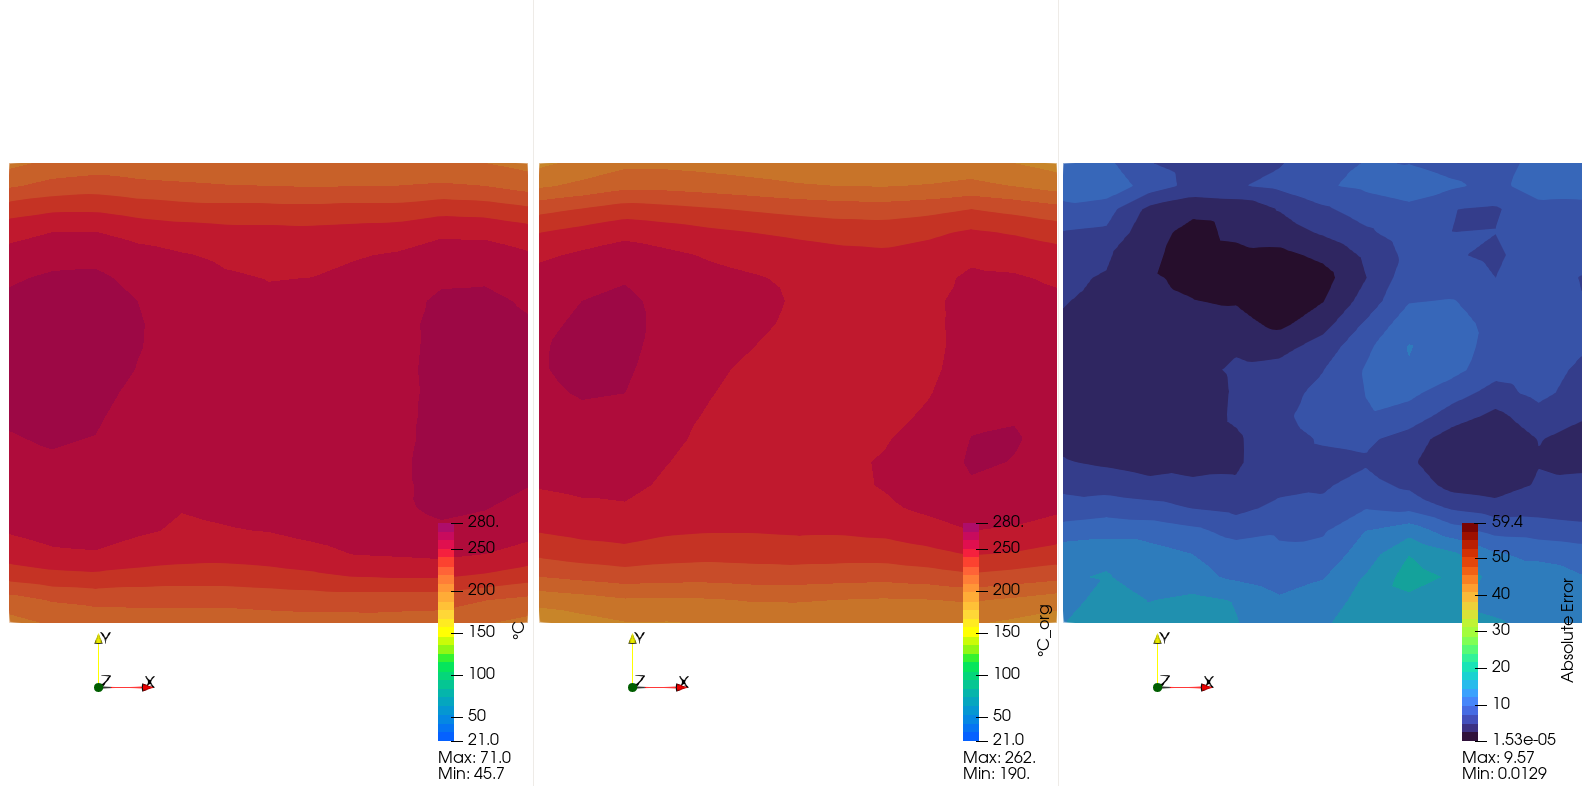 280.
250
200
150
100
50
21.0
°C
Max: 71.0
Min: 45.7
Y
Z
X
280.
250
200
150
100
50
21.0
°C_org
Max: 262.
Min: 190.
Y
Z
X
59.4
50
40
30
20
10
1.53e-05
Absolute Error
Max: 9.57
Min: 0.0129
Y
Z
X